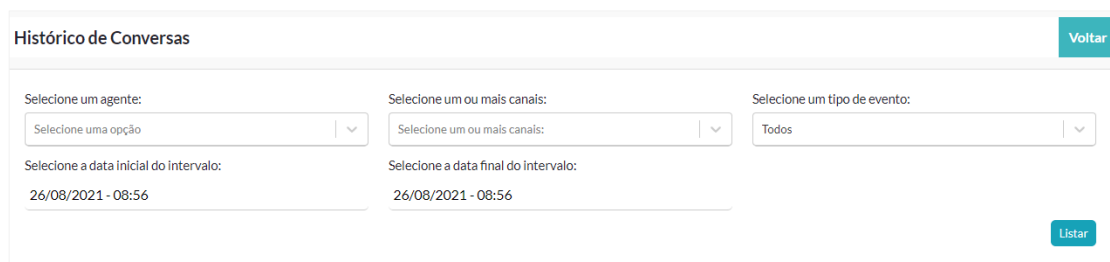 Histórico de Conversas
Voltar
Selecione um agente:
Selecione um ou mais canais:
Selecione um tipo de evento:
Selecione uma opção
Selecione um ou mais canais:
Todos
Selecione a data inicial do intervalo:
Selecione a data final do intervalo:
26/08/2021 - 08:56
26/08/2021 - 08:56
Listar